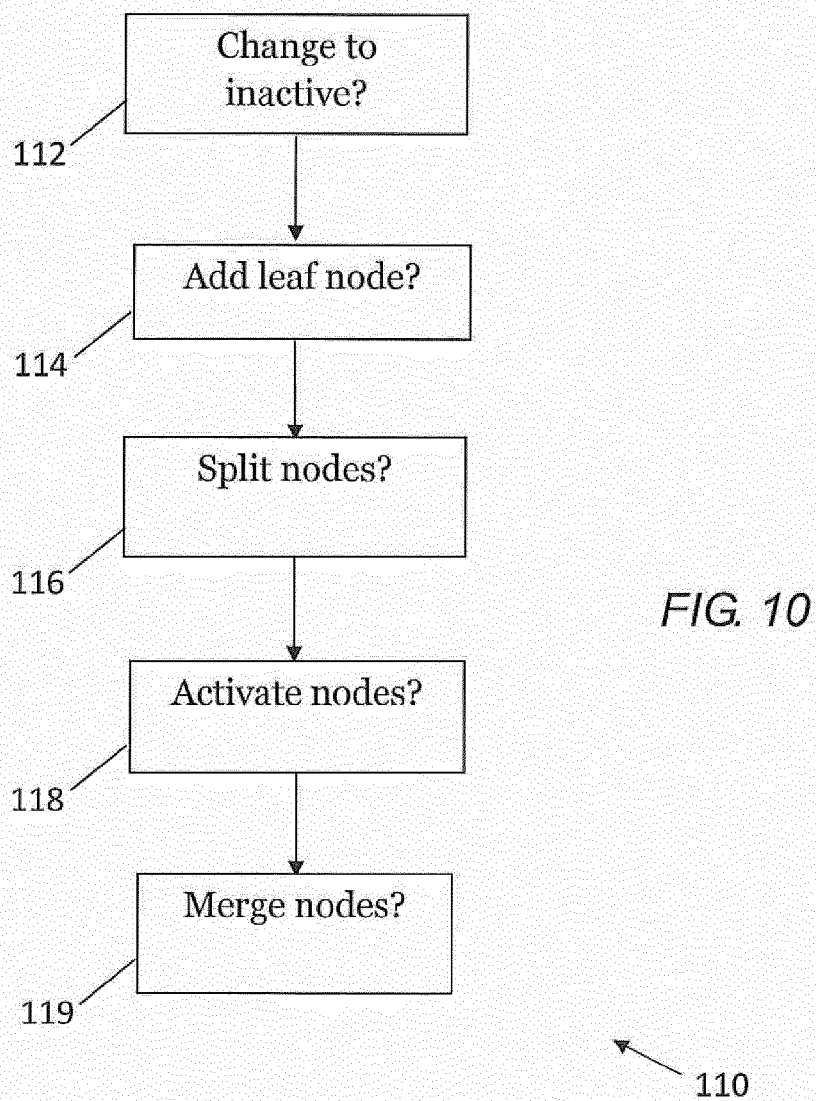 Change to
inactive?
112
Add leaf node?
114
Split nodes?
116
FIG. 10
Activate nodes?
118
Merge nodes?
119
110